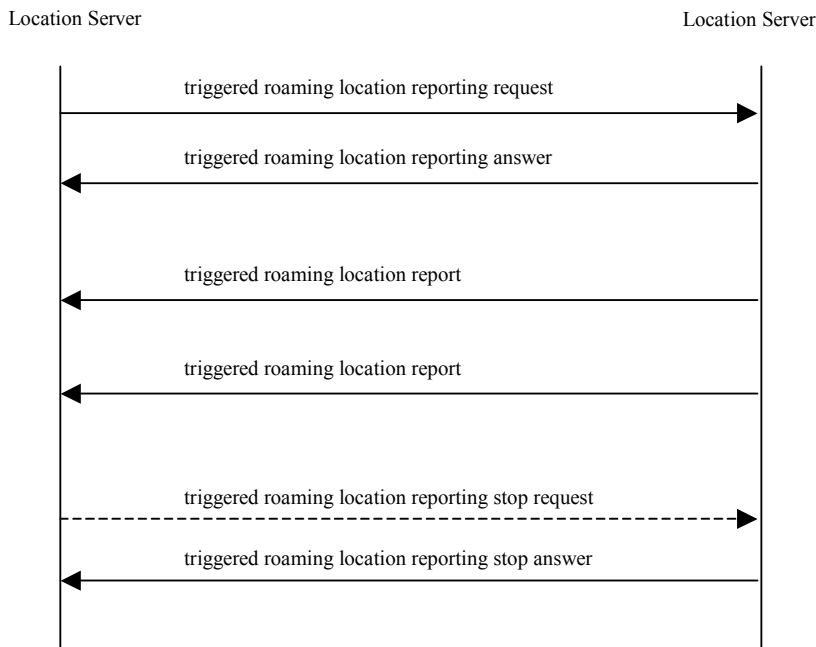 Location Server
Location Server
triggered roaming location reporting request
triggered roaming location reporting answer
triggered roaming location report
triggered roaming location report
triggered roaming location reporting stop request
triggered roaming location reporting stop answer